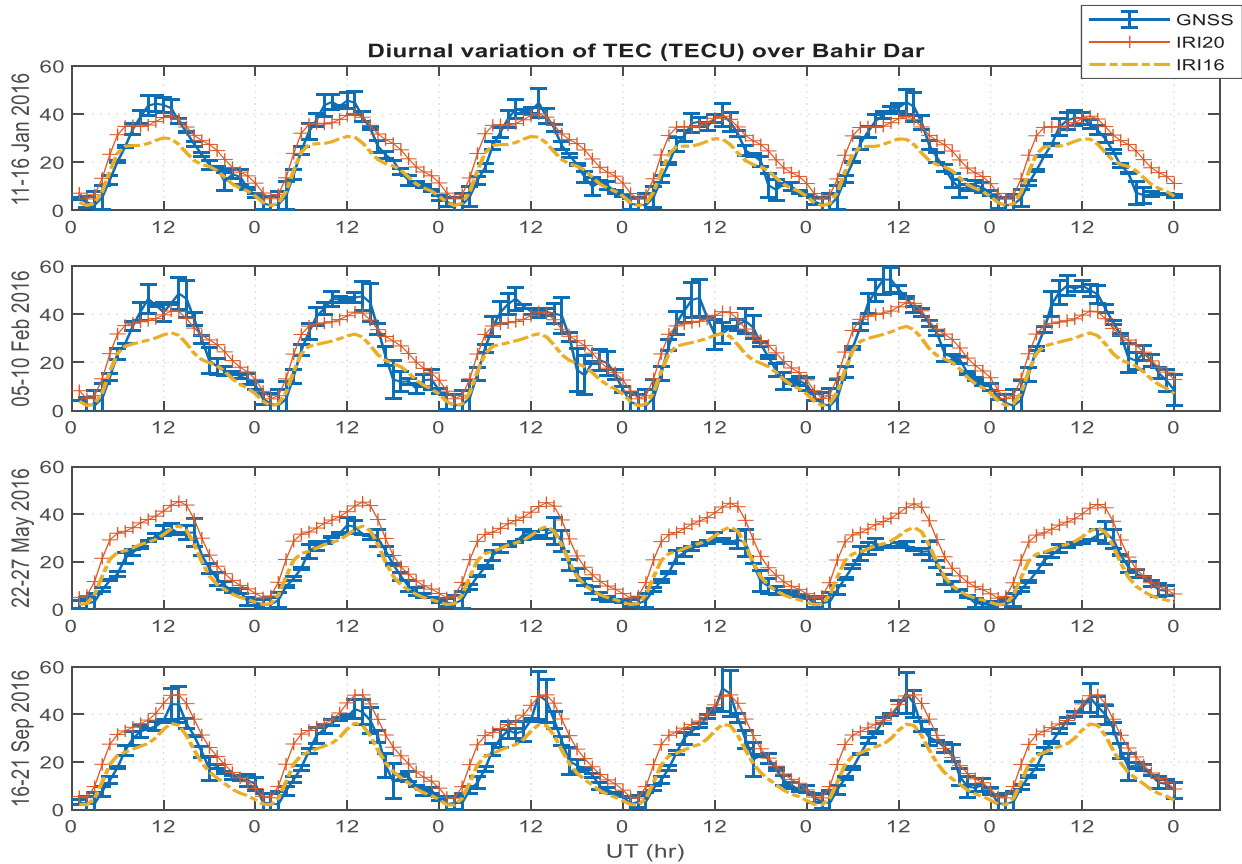 GNSS
IRI20
IRI16
Diurnal variation of TEC (TECU) over Bahir Dar
11-16 Jan 2016
60
40
20
0
0 12 0 12 0 12 0 12 0 12 0 12 0
05-10 Feb 2016
60
40
20
0
0 12 0 12 0 12 0 12 0 12 0 12 0
22-27 May 2016
60
40
20
0
0 12 0 12 0 12 0 12 0 12 0 12 0
16-21 Sep 2016
60
40
20
0
0 12 0 12 0 12 0 12 0 12 0 12 0
UT (hr)